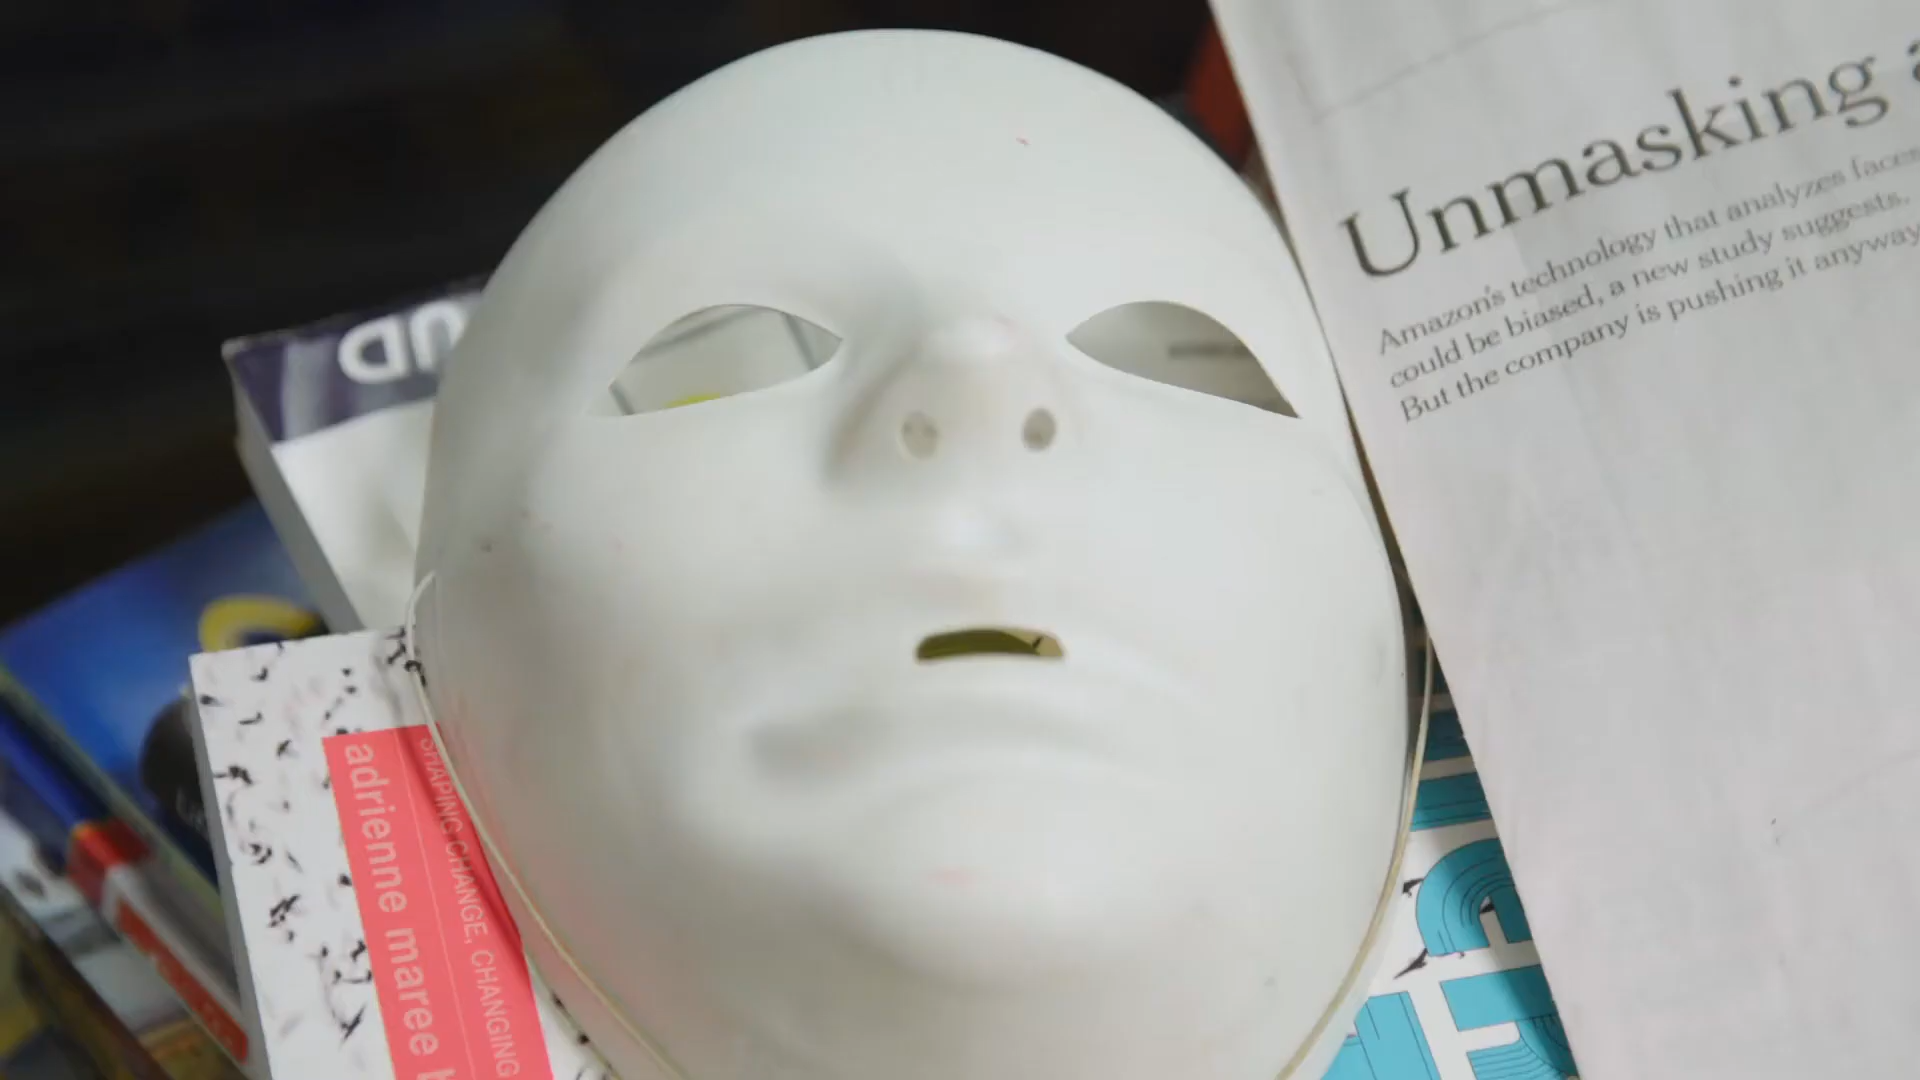 Unmasking
Amazon's technology that analyzes faces
could be biased, a new study suggests.
But the company is pushing it anyway
SHAPING CHANGE, CHANGING
adrienne maree